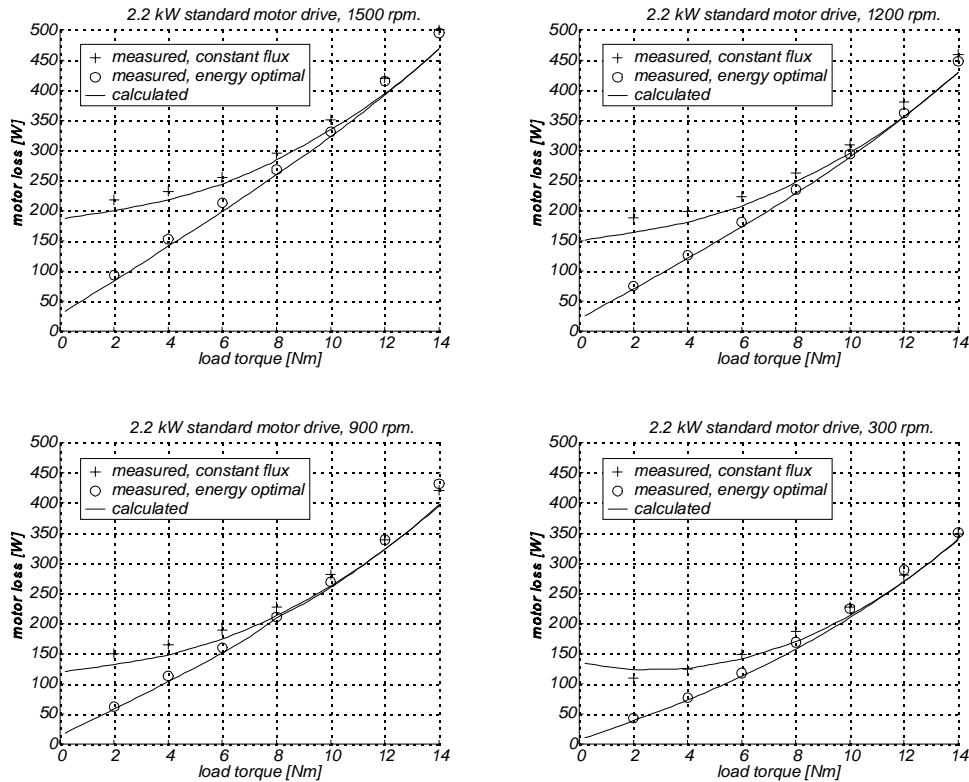 2.2 kW standard motor drive, 1500 rpm.
500
450
400
350
300
250
200
150
100
50
0
motor loss [W]
measured, constant flux
measured, energy optimal
calculated
0 2 4 6 8 10 12 14
load torque [Nm]
2.2 kW standard motor drive, 1200 rpm.
500
450
400
350
300
250
200
150
100
50
0
motor loss [W]
measured, constant flux
measured, energy optimal
calculated
0 2 4 6 8 10 12 14
load torque [Nm]
2.2 kW standard motor drive, 900 rpm.
500
450
400
350
300
250
200
150
100
50
0
motor loss [W]
measured, constant flux
measured, energy optimal
calculated
0 2 4 6 8 10 12 14
load torque [Nm]
2.2 kW standard motor drive, 300 rpm.
500
450
400
350
300
250
200
150
100
50
0
motor loss [W]
measured, constant flux
measured, energy optimal
calculated
0 2 4 6 8 10 12 14
load torque [Nm]